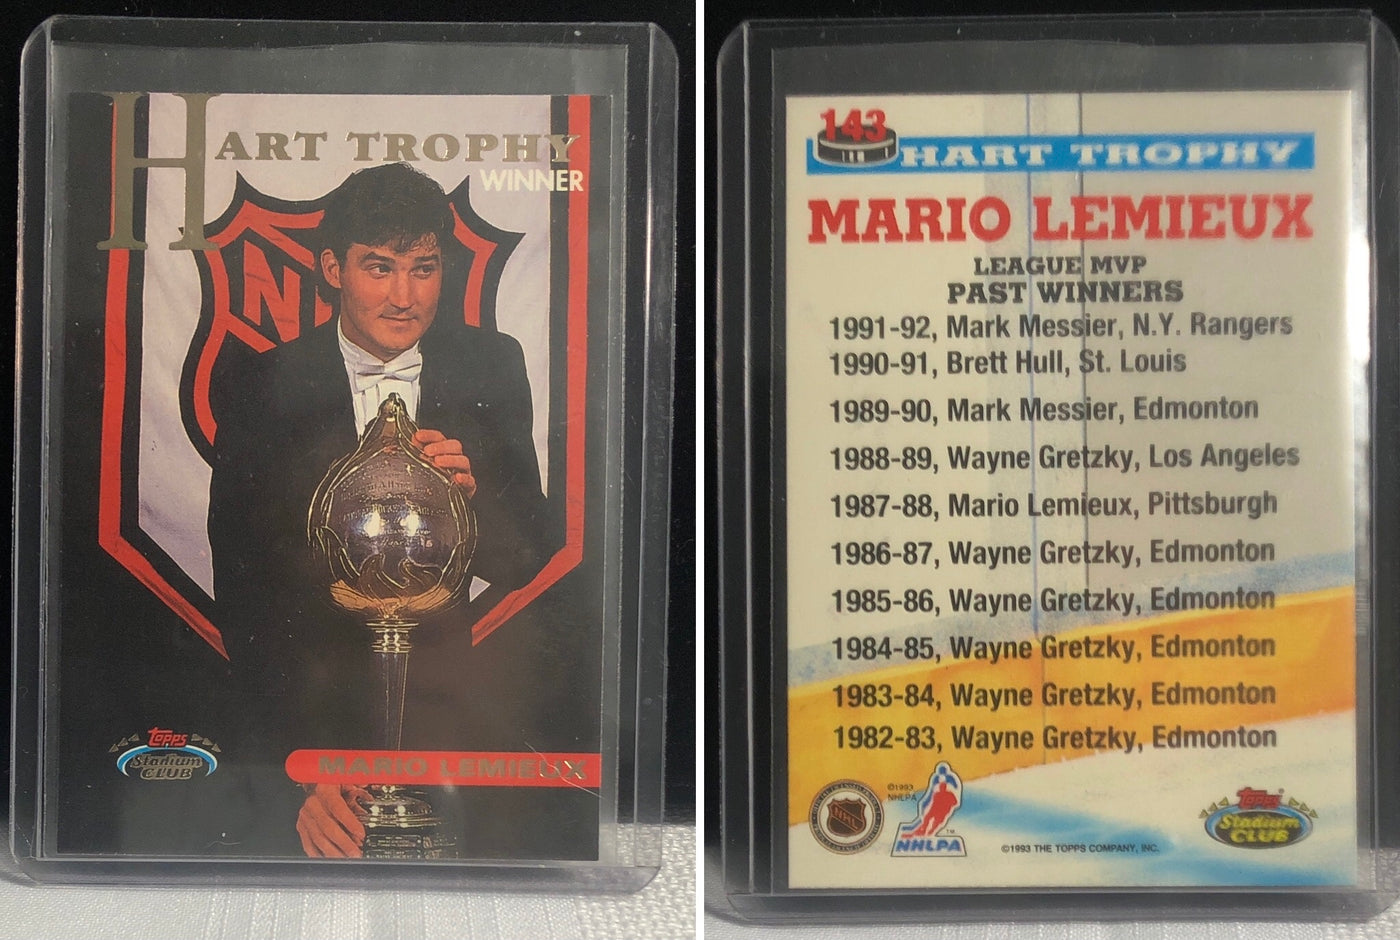 HART TROPHY
WINNER
N
Topps
Stadium
CLUB
MARIO LEMIEUX
143
HART TROPHY
MARIO LEMIEUX
LEAGUE MVP
PAST WINNERS
1991-92, Mark Messier, N.Y. Rangers
1990-91, Brett Hull, St. Louis
1989-90, Mark Messier, Edmonton
1988-89, Wayne Gretzky, Los Angeles
1987-88, Mario Lemieux, Pittsburgh
1986-87, Wayne Gretzky, Edmonton
1985-86, Wayne Gretzky, Edmonton
1984-85, Wayne Gretzky, Edmonton
1983-84, Wayne Gretzky, Edmonton
1982-83, Wayne Gretzky, Edmonton
NHL
©1993
NHLPA
NHLPA
TM
©1993 THE TOPPS COMPANY, INC.
Topps
Stadium
CLUB